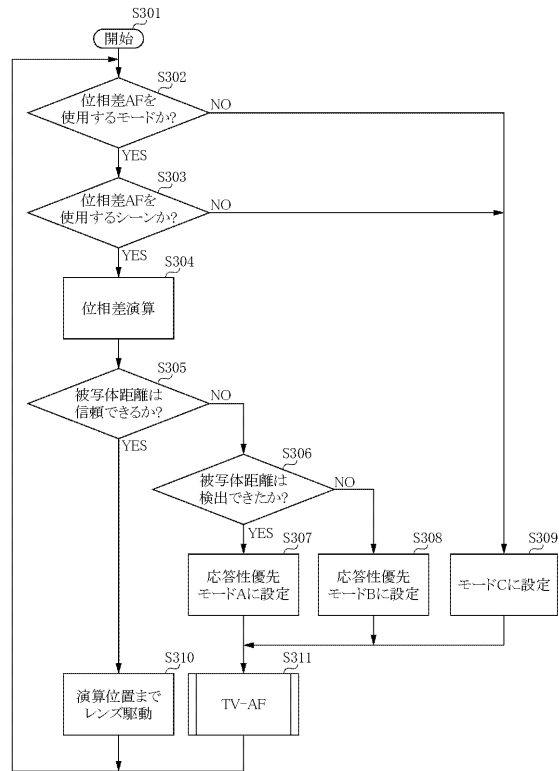 S301
開始
S302
位相差AFを
使用するモードか?
NO
YES
S303
位相差AFを
使用するシーンか?
NO
YES
S304
位相差演算
S305
被写体距離は
信頼できるか?
NO
YES
S306
被写体距離は
検出できたか?
NO
YES
S307
応答性優先
モードAに設定
S308
応答性優先
モードBに設定
S309
モードCに設定
S310
演算位置まで
レンズ駆動
S311
TV-AF